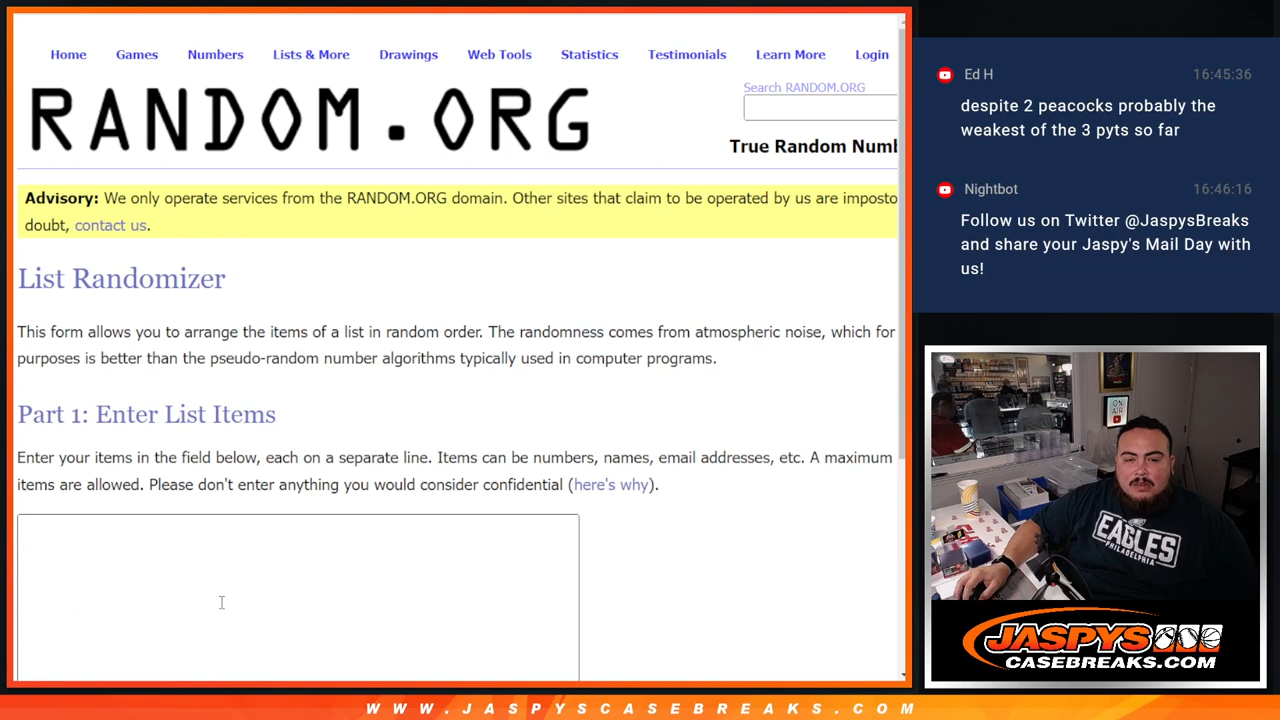 Home Games Numbers Lists & More Drawings Web Tools Statistics Testimonials Learn More Login
RANDOM.ORG
Search RANDOM.ORG
True Random Numb
Advisory: We only operate services from the RANDOM.ORG domain. Other sites that claim to be operated by us are imposto
doubt, contact us.
List Randomizer
This form allows you to arrange the items of a list in random order. The randomness comes from atmospheric noise, which for
purposes is better than the pseudo-random number algorithms typically used in computer programs.
Part 1: Enter List Items
Enter your items in the field below, each on a separate line. Items can be numbers, names, email addresses, etc. A maximum
items are allowed. Please don't enter anything you would consider confidential (here's why).
Ed H 16:45:36
despite 2 peacocks probably the
weakest of the 3 pyts so far
Nightbot 16:46:16
Follow us on Twitter @JaspysBreaks
and share your Jaspy's Mail Day with
us!
ON
AIR
EAGLES
PHILADELPHIA
JASPYS
CASEBREAKS.COM
WWW.JASPYSCASEBREAKS.COM